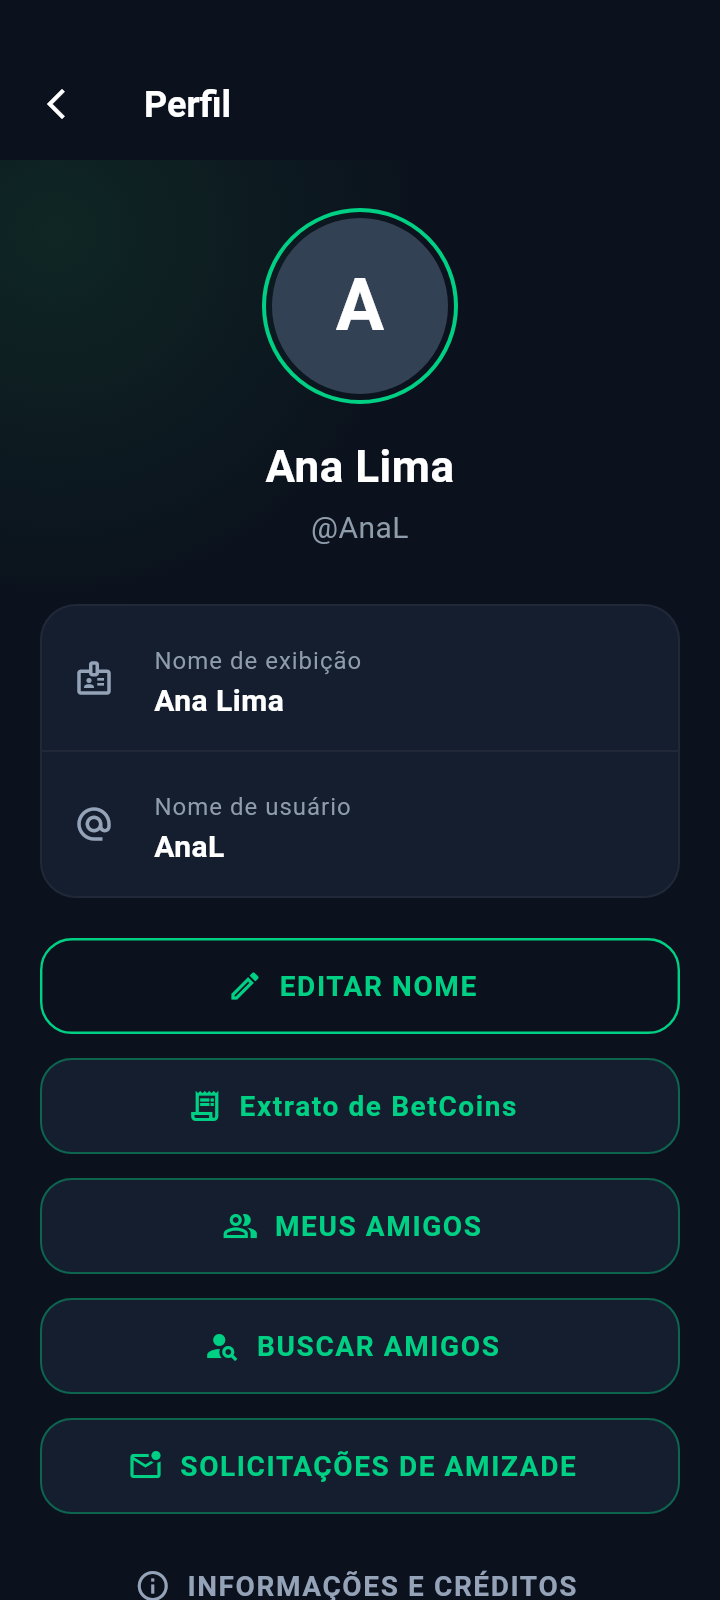 Perfil
A
Ana Lima
@AnaL
Nome de exibição
Ana Lima
Nome de usuário
AnaL
EDITAR NOME
Extrato de BetCoins
MEUS AMIGOS
BUSCAR AMIGOS
SOLICITAÇÕES DE AMIZADE
INFORMAÇÕES E CRÉDITOS